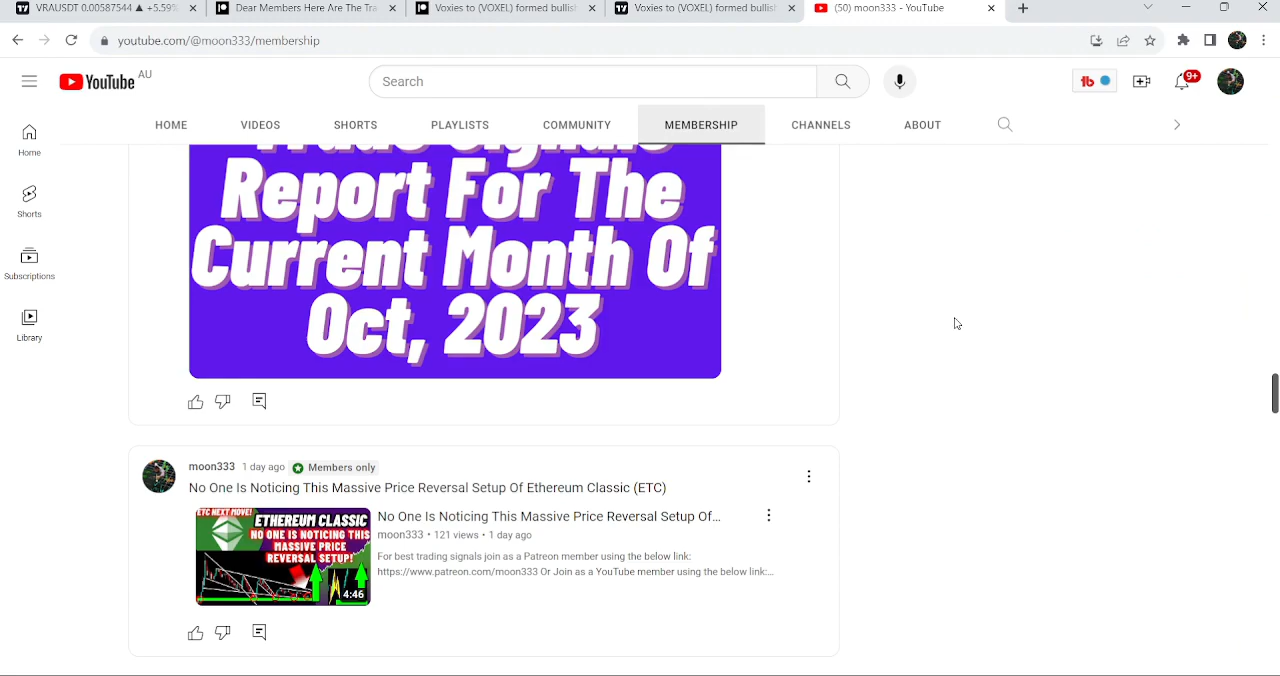 VRAUSDT 0.00587544 ▲ +5.59%
Dear Members Here Are The Tra
Voxies to (VOXEL) formed bullish
Voxies to (VOXEL) formed bullish
(50) moon333 - YouTube
youtube.com/@moon333/membership
YouTube AU
Search
9+
HOME
VIDEOS
SHORTS
PLAYLISTS
COMMUNITY
MEMBERSHIP
CHANNELS
ABOUT
Home
Shorts
Subscriptions
Library
Trade Signals
Report For The
Current Month Of
Oct, 2023
moon333 1 day ago Members only
No One Is Noticing This Massive Price Reversal Setup Of Ethereum Classic (ETC)
ETC NEXT MOVE!
ETHEREUM CLASSIC
NO ONE IS NOTICING THIS
MASSIVE PRICE
REVERSAL SETUP!
4:46
No One Is Noticing This Massive Price Reversal Setup Of...
moon333 • 121 views • 1 day ago
For best trading signals join as a Patreon member using the below link:
https://www.patreon.com/moon333 Or Join as a YouTube member using the below link:...